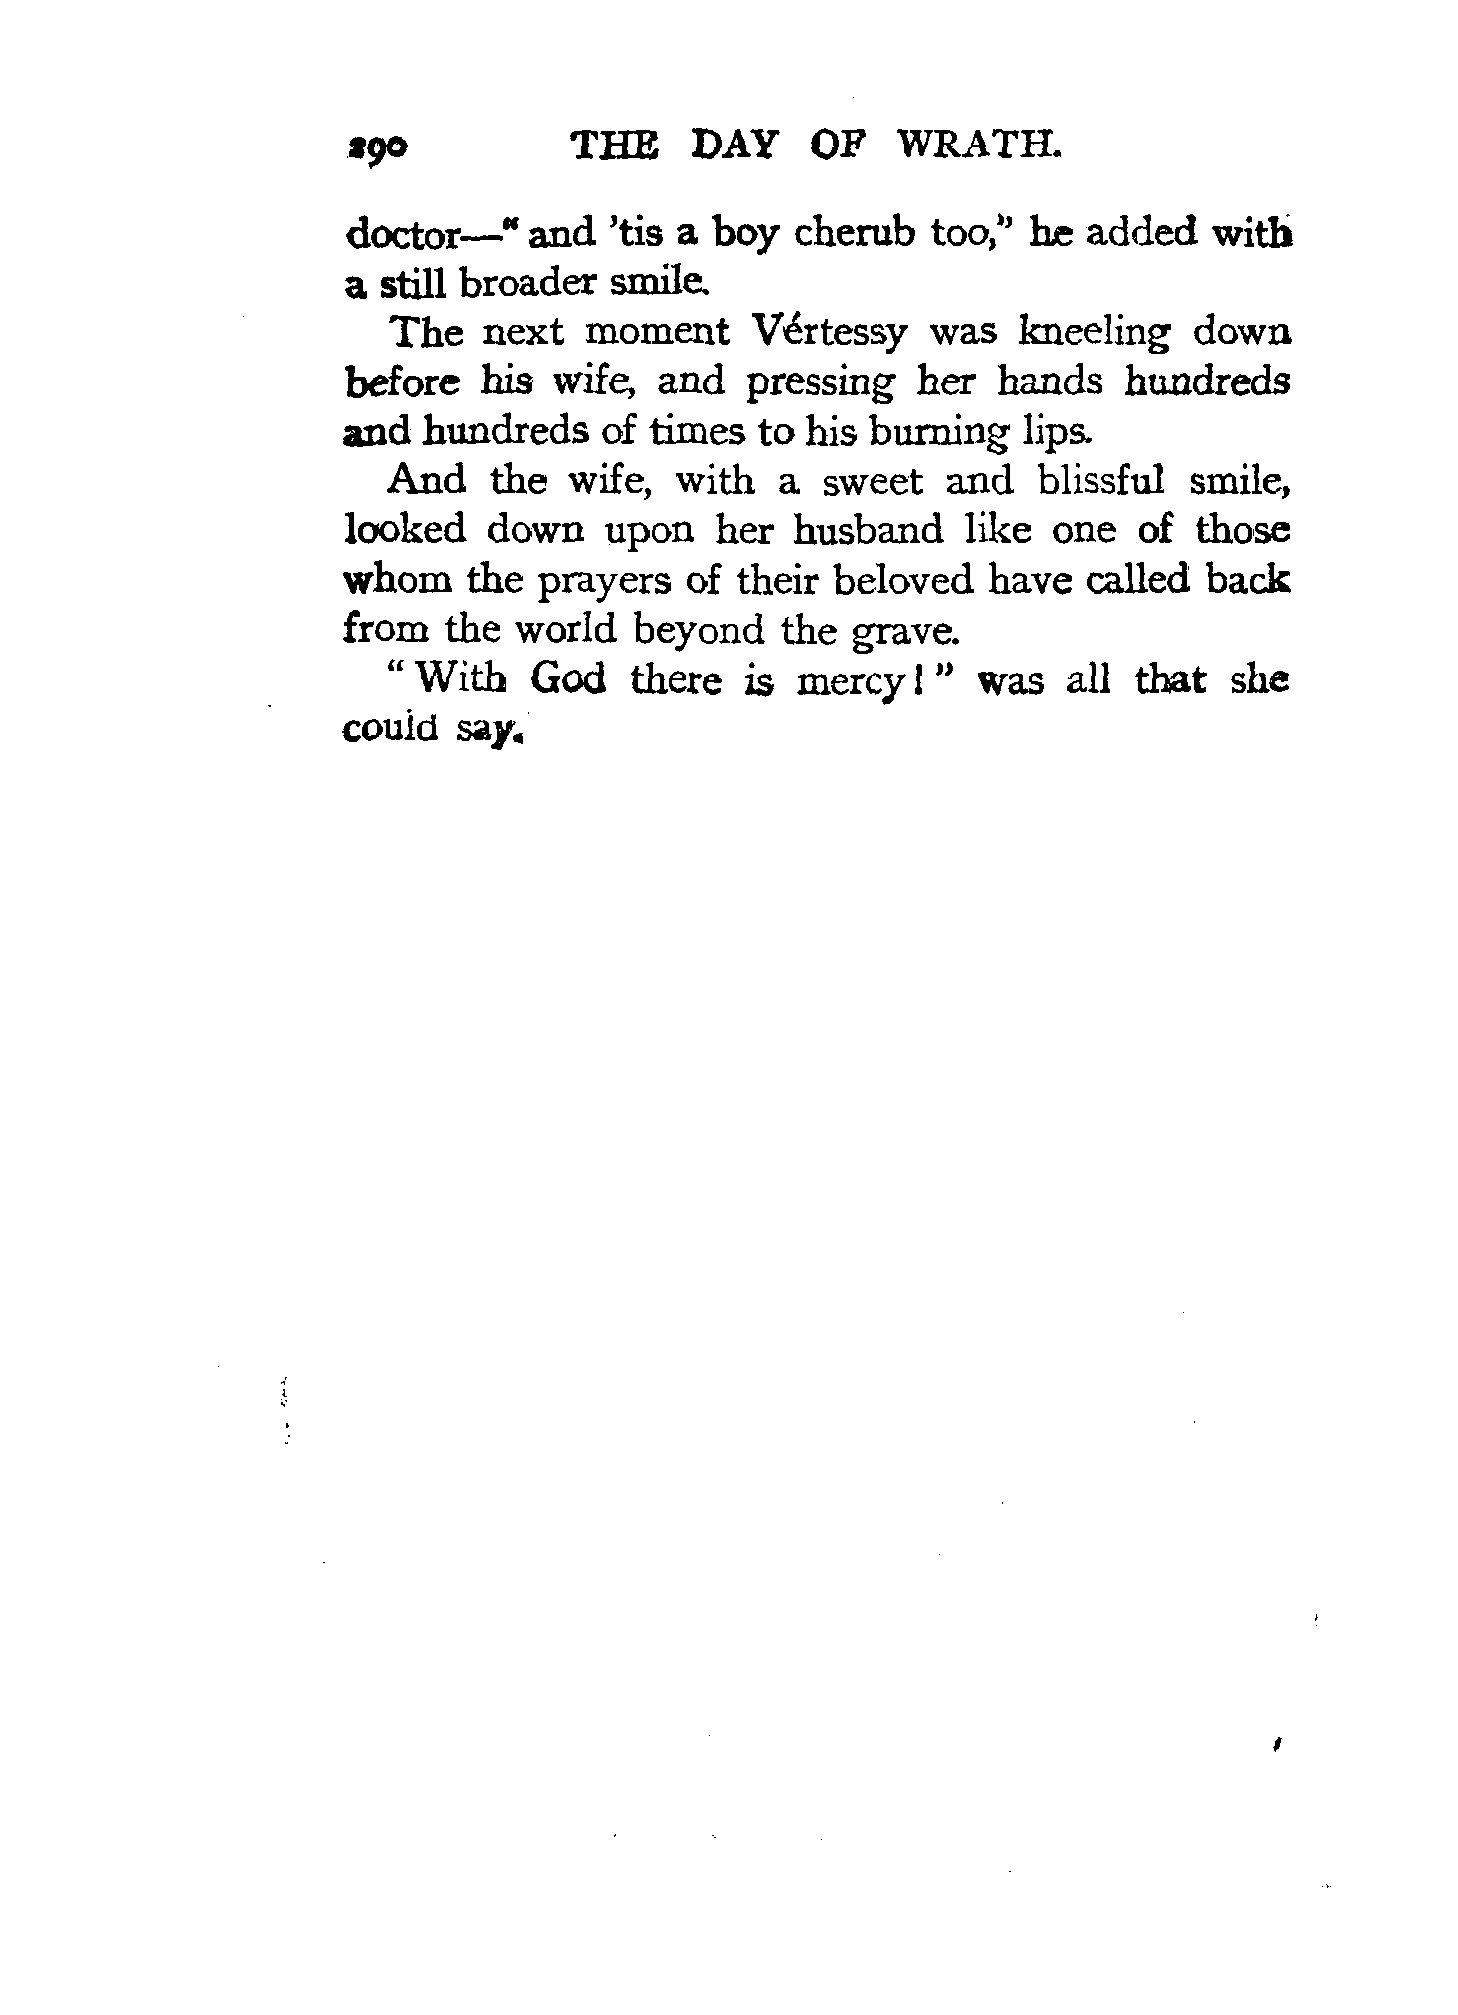 290 THE DAY OF WRATH.
doctor—“and ’tis a boy cherub too,” he added with
a still broader smile.
The next moment Vértessy was kneeling down
before his wife, and pressing her hands hundreds
and hundreds of times to his burning lips.
And the wife, with a sweet and blissful smile,
looked down upon her husband like one of those
whom the prayers of their beloved have called back
from the world beyond the grave.
“With God there is mercy!” was all that she
could say.